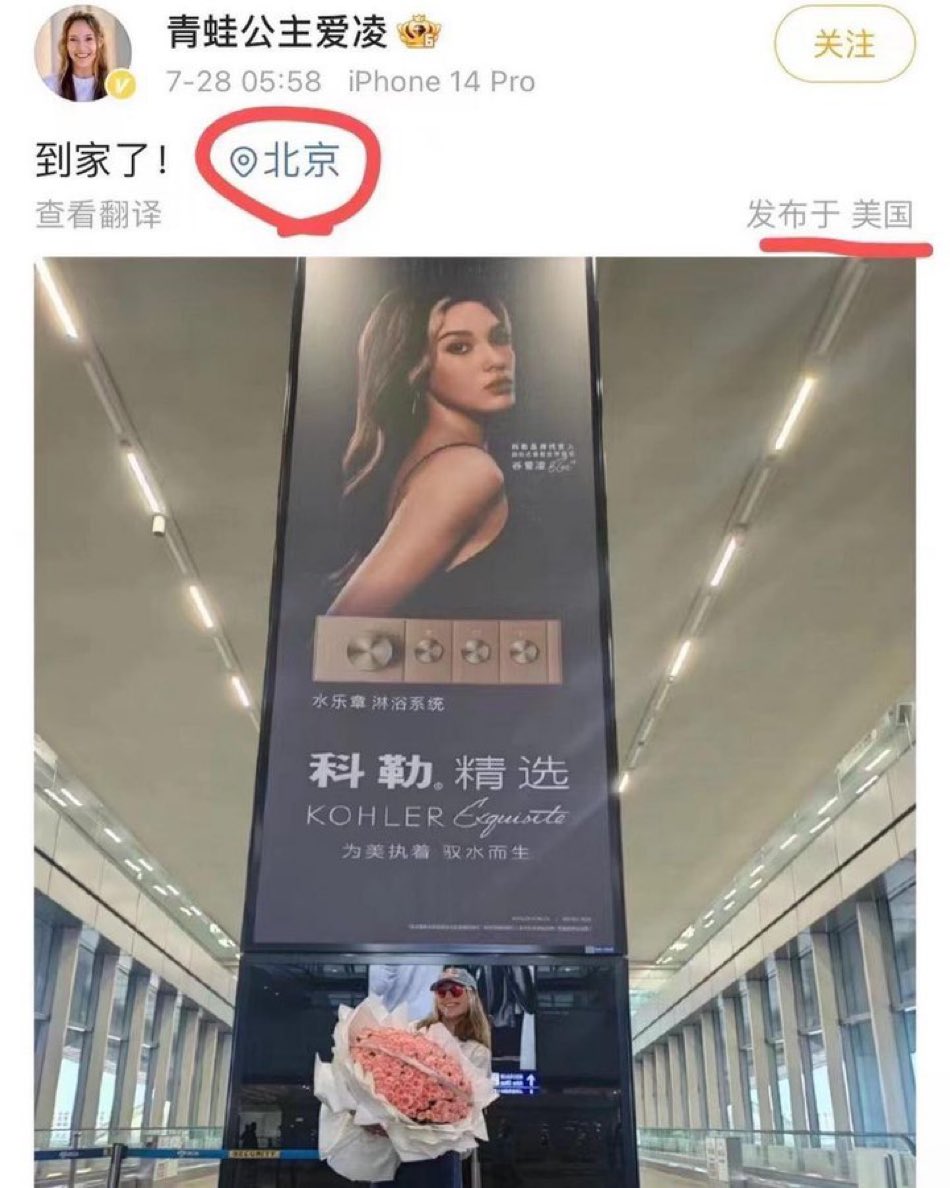 青蛙公主爱凌
7-28 05:58 iPhone 14 Pro
关注
到家了! 北京
查看翻译
发布于 美国
谷爱凌
水乐章 淋浴系统
科勒®精选
KOHLER Exquisite
为美执着 驭水而生
SECURITY